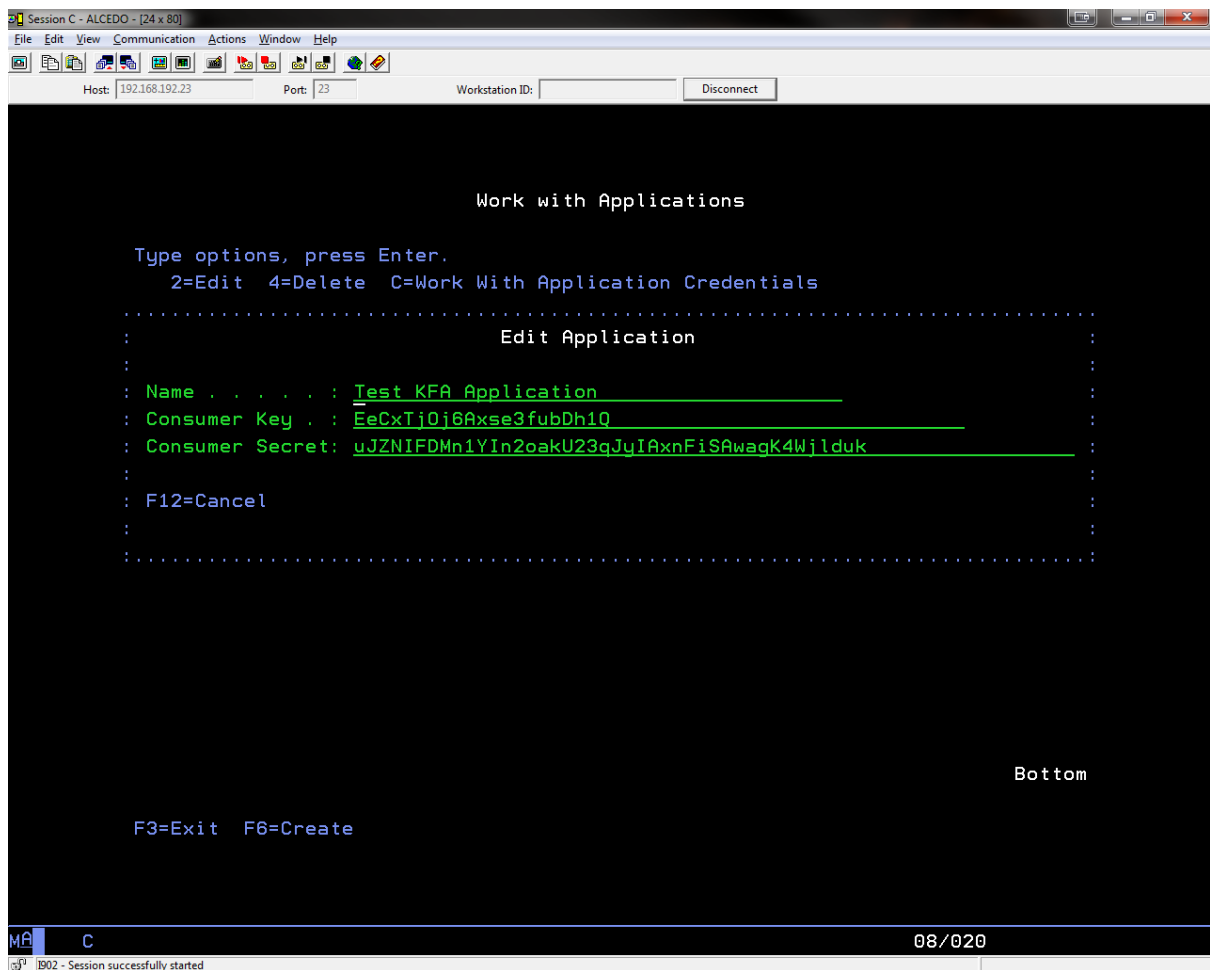 Session C - ALCEDO - [24 x 80]
File Edit View Communication Actions Window Help
Host: 192.168.192.23 Port: 23 Workstation ID: Disconnect
Work with Applications
Type options, press Enter.
2=Edit 4=Delete C=Work With Application Credentials
Edit Application
Name . . . . . : Test KFA Application
Consumer Key . : EeCxTjOj6Axse3fubDh1Q
Consumer Secret: uJZNIFDMn1YIn2oakU23qJyIAxnFiSAwagK4Wjlduk
F12=Cancel
Bottom
F3=Exit F6=Create
MA C 08/020
I902 - Session successfully started